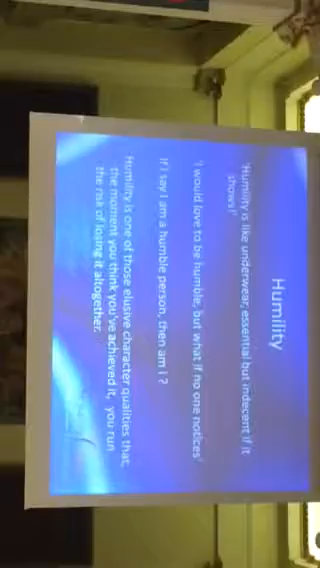 Humility
'Humility is like underwear, essential but indecent if it
shows!'
'I would love to be humble, but what if no one notices'
If I say I am a humble person, then am I ?
Humility is one of those elusive character qualities that,
the moment you think you've achieved it, you run
the risk of losing it altogether.